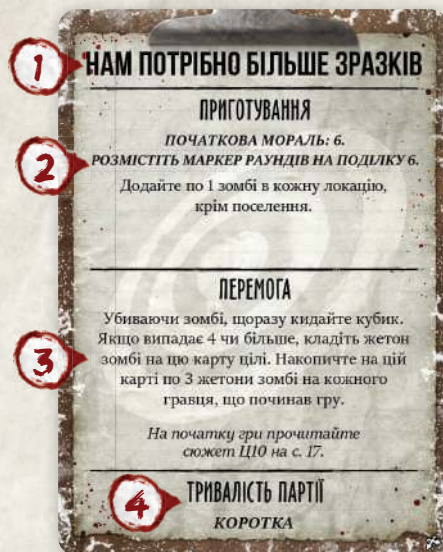 1
НАМ ПОТРІБНО БІЛЬШЕ ЗРАЗКІВ
ПРИГОТУВАННЯ
2
ПОЧАТКОВА МОРАЛЬ: 6.
РОЗМІСТІТЬ МАРКЕР РАУНДІВ НА ПОДІЛКУ 6.
Додайте по 1 зомбі в кожну локацію,
крім поселення.
ПЕРЕМОГА
3
Убиваючи зомбі, щоразу кидайте кубик.
Якщо випадає 4 чи більше, кладіть жетон
зомбі на цю карту цілі. Накопичте на цій
карті по 3 жетони зомбі на кожного
гравця, що починав гру.
На початку гри прочитайте
сюжет Ц10 на с. 17.
4
ТРИВАЛІСТЬ ПАРТІЇ
КОРОТКА